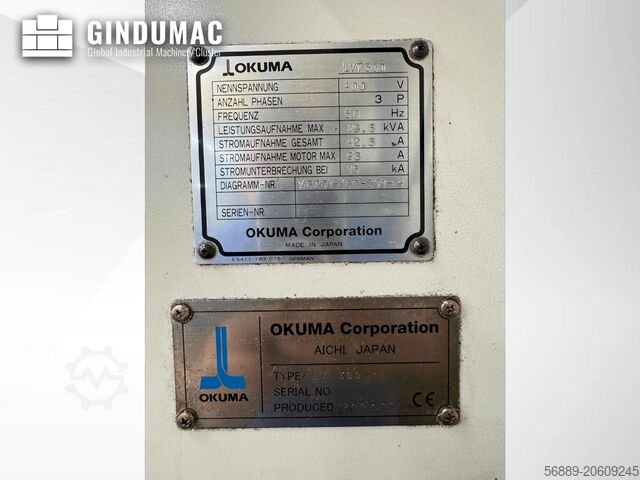 GINDUMAC
Global Industrial Machinery Cluster
OKUMA LVT300
NENNSPANNUNG 400 V
ANZAHL PHASEN 3 P
FREQUENZ 50 Hz
LEISTUNGSAUFNAHME MAX kVA
STROMAUFNAHME GESAMT A
STROMAUFNAHME MOTOR MAX A
STROMUNTERBRECHUNG BEI kA
DIAGRAMM-NR.
SERIEN-NR.
OKUMA Corporation
MADE IN JAPAN
GERMAN
OKUMA Corporation
AICHI, JAPAN
TYPE
SERIAL NO
PRODUCED
OKUMA
CE
56889-20609245